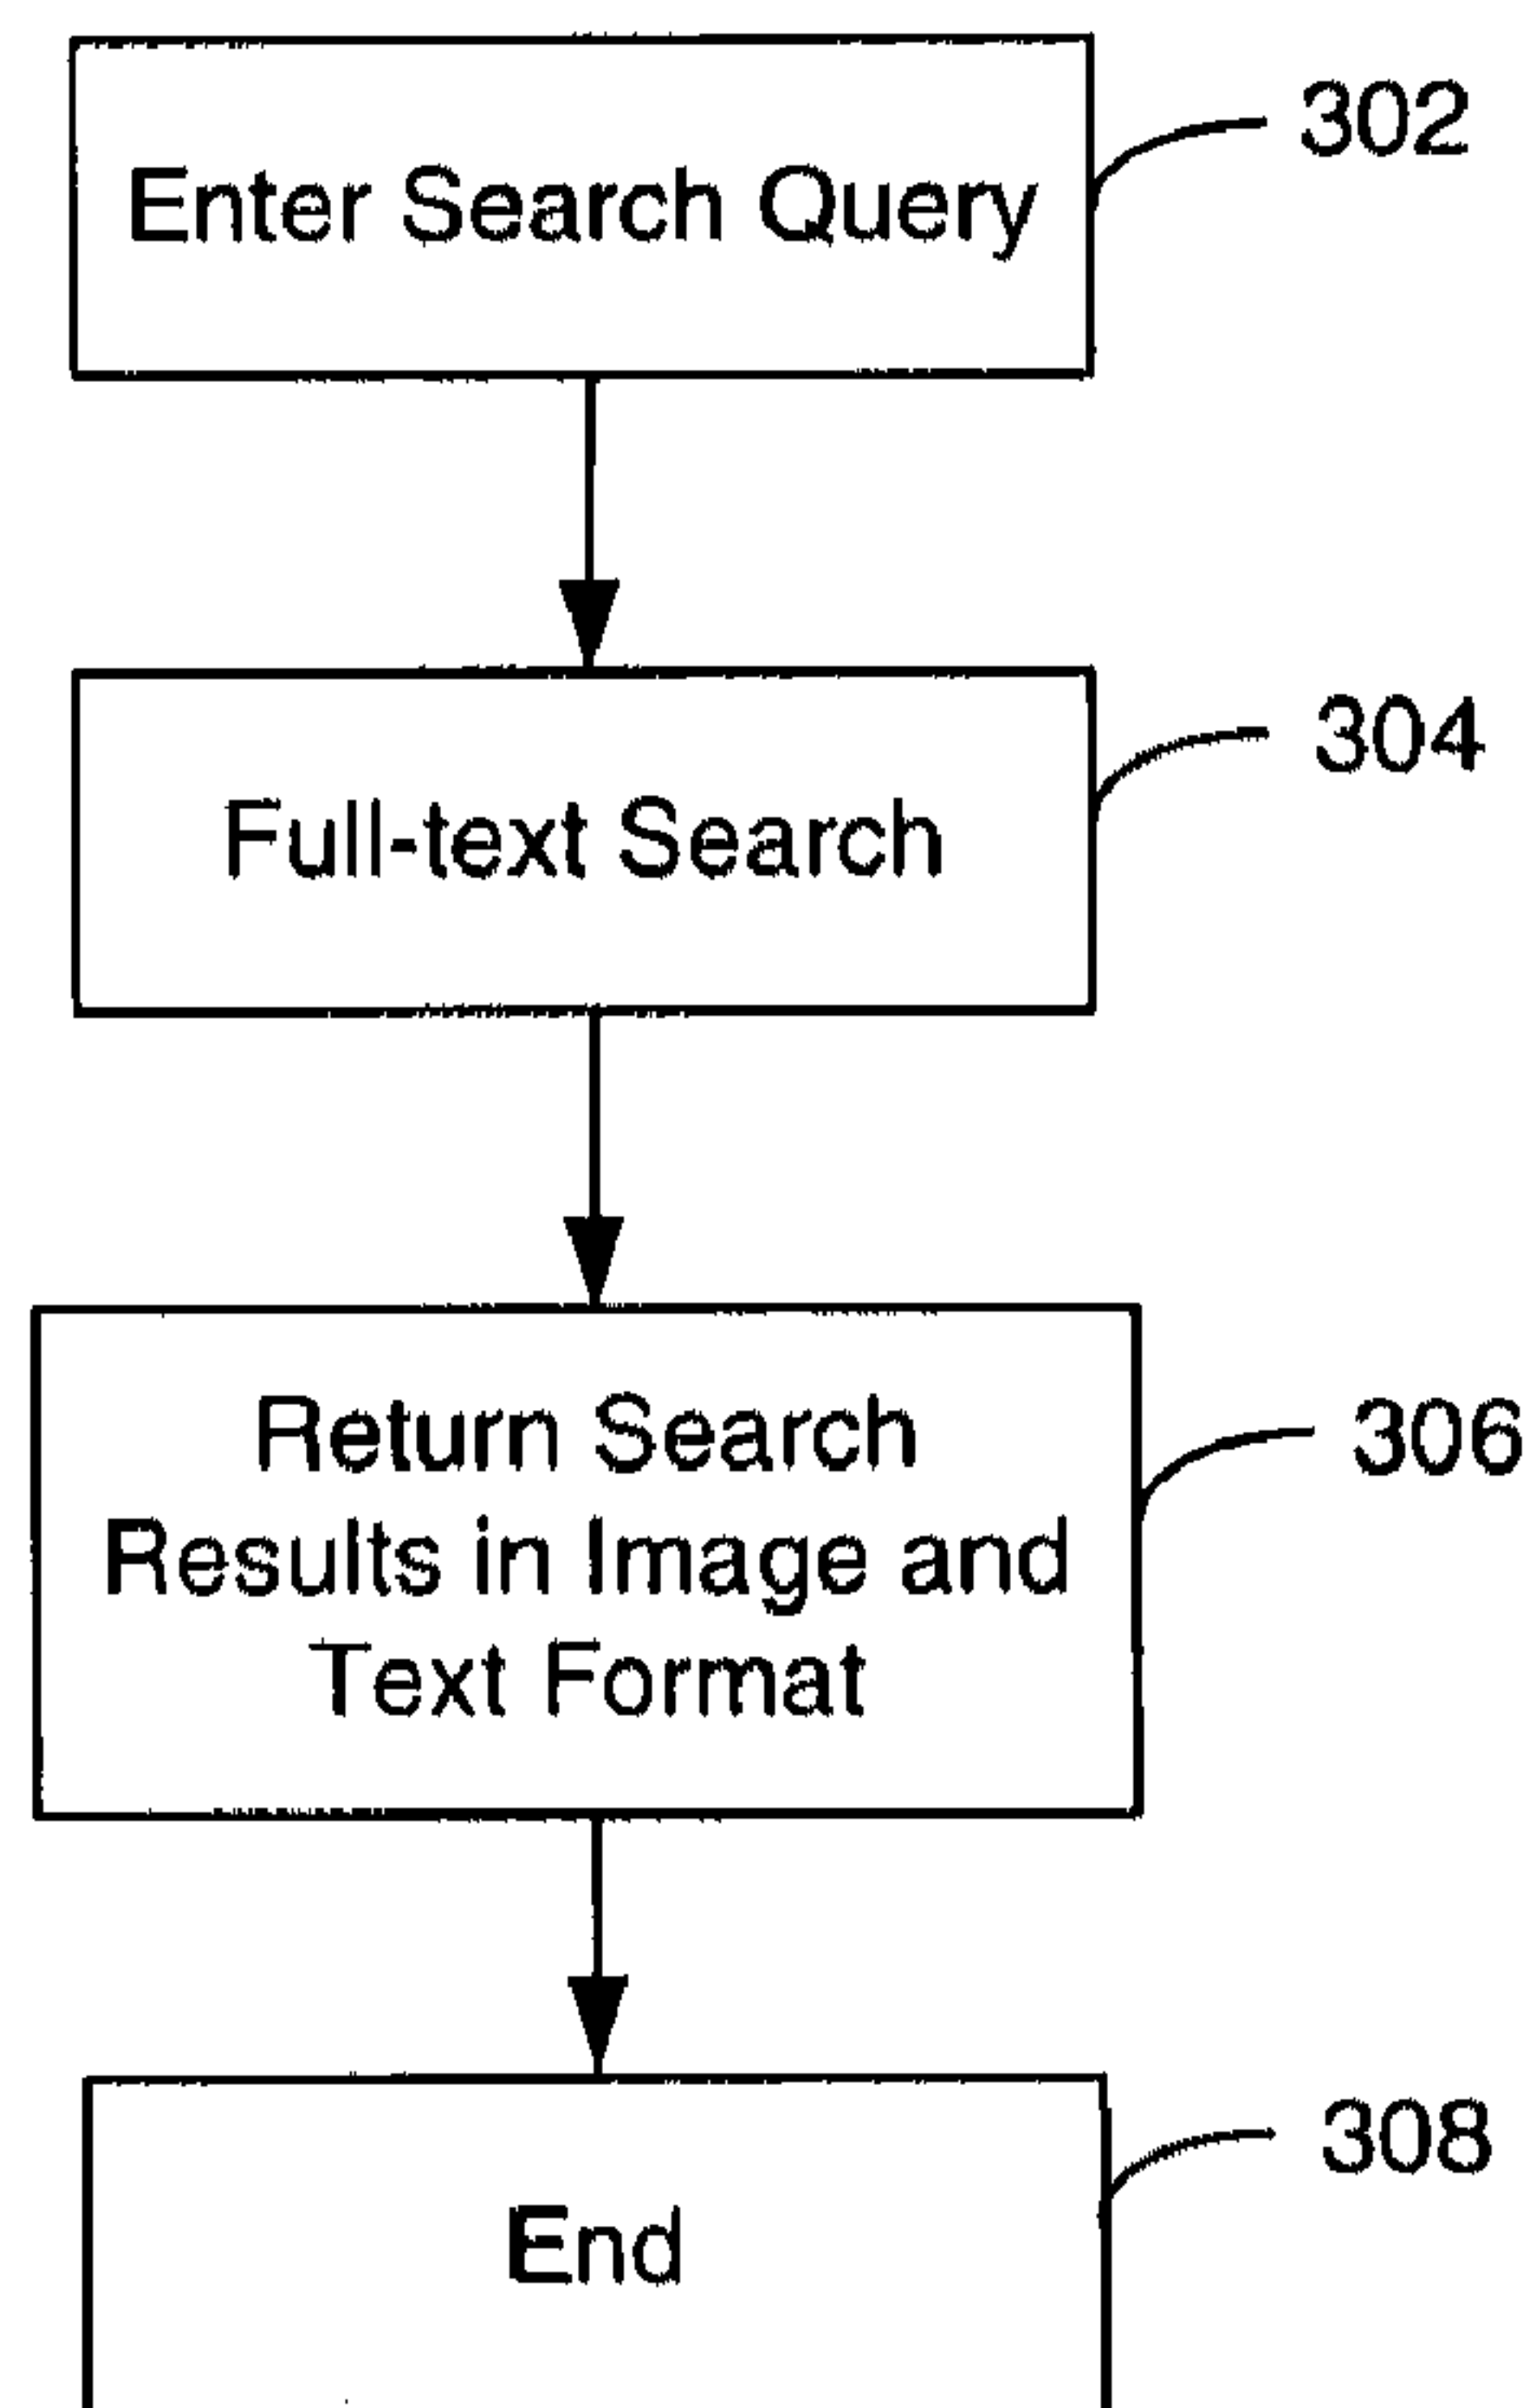 302
Enter Search Query
304
Full-text Search
306
Return Search
Results in Image and
Text Format
308
End